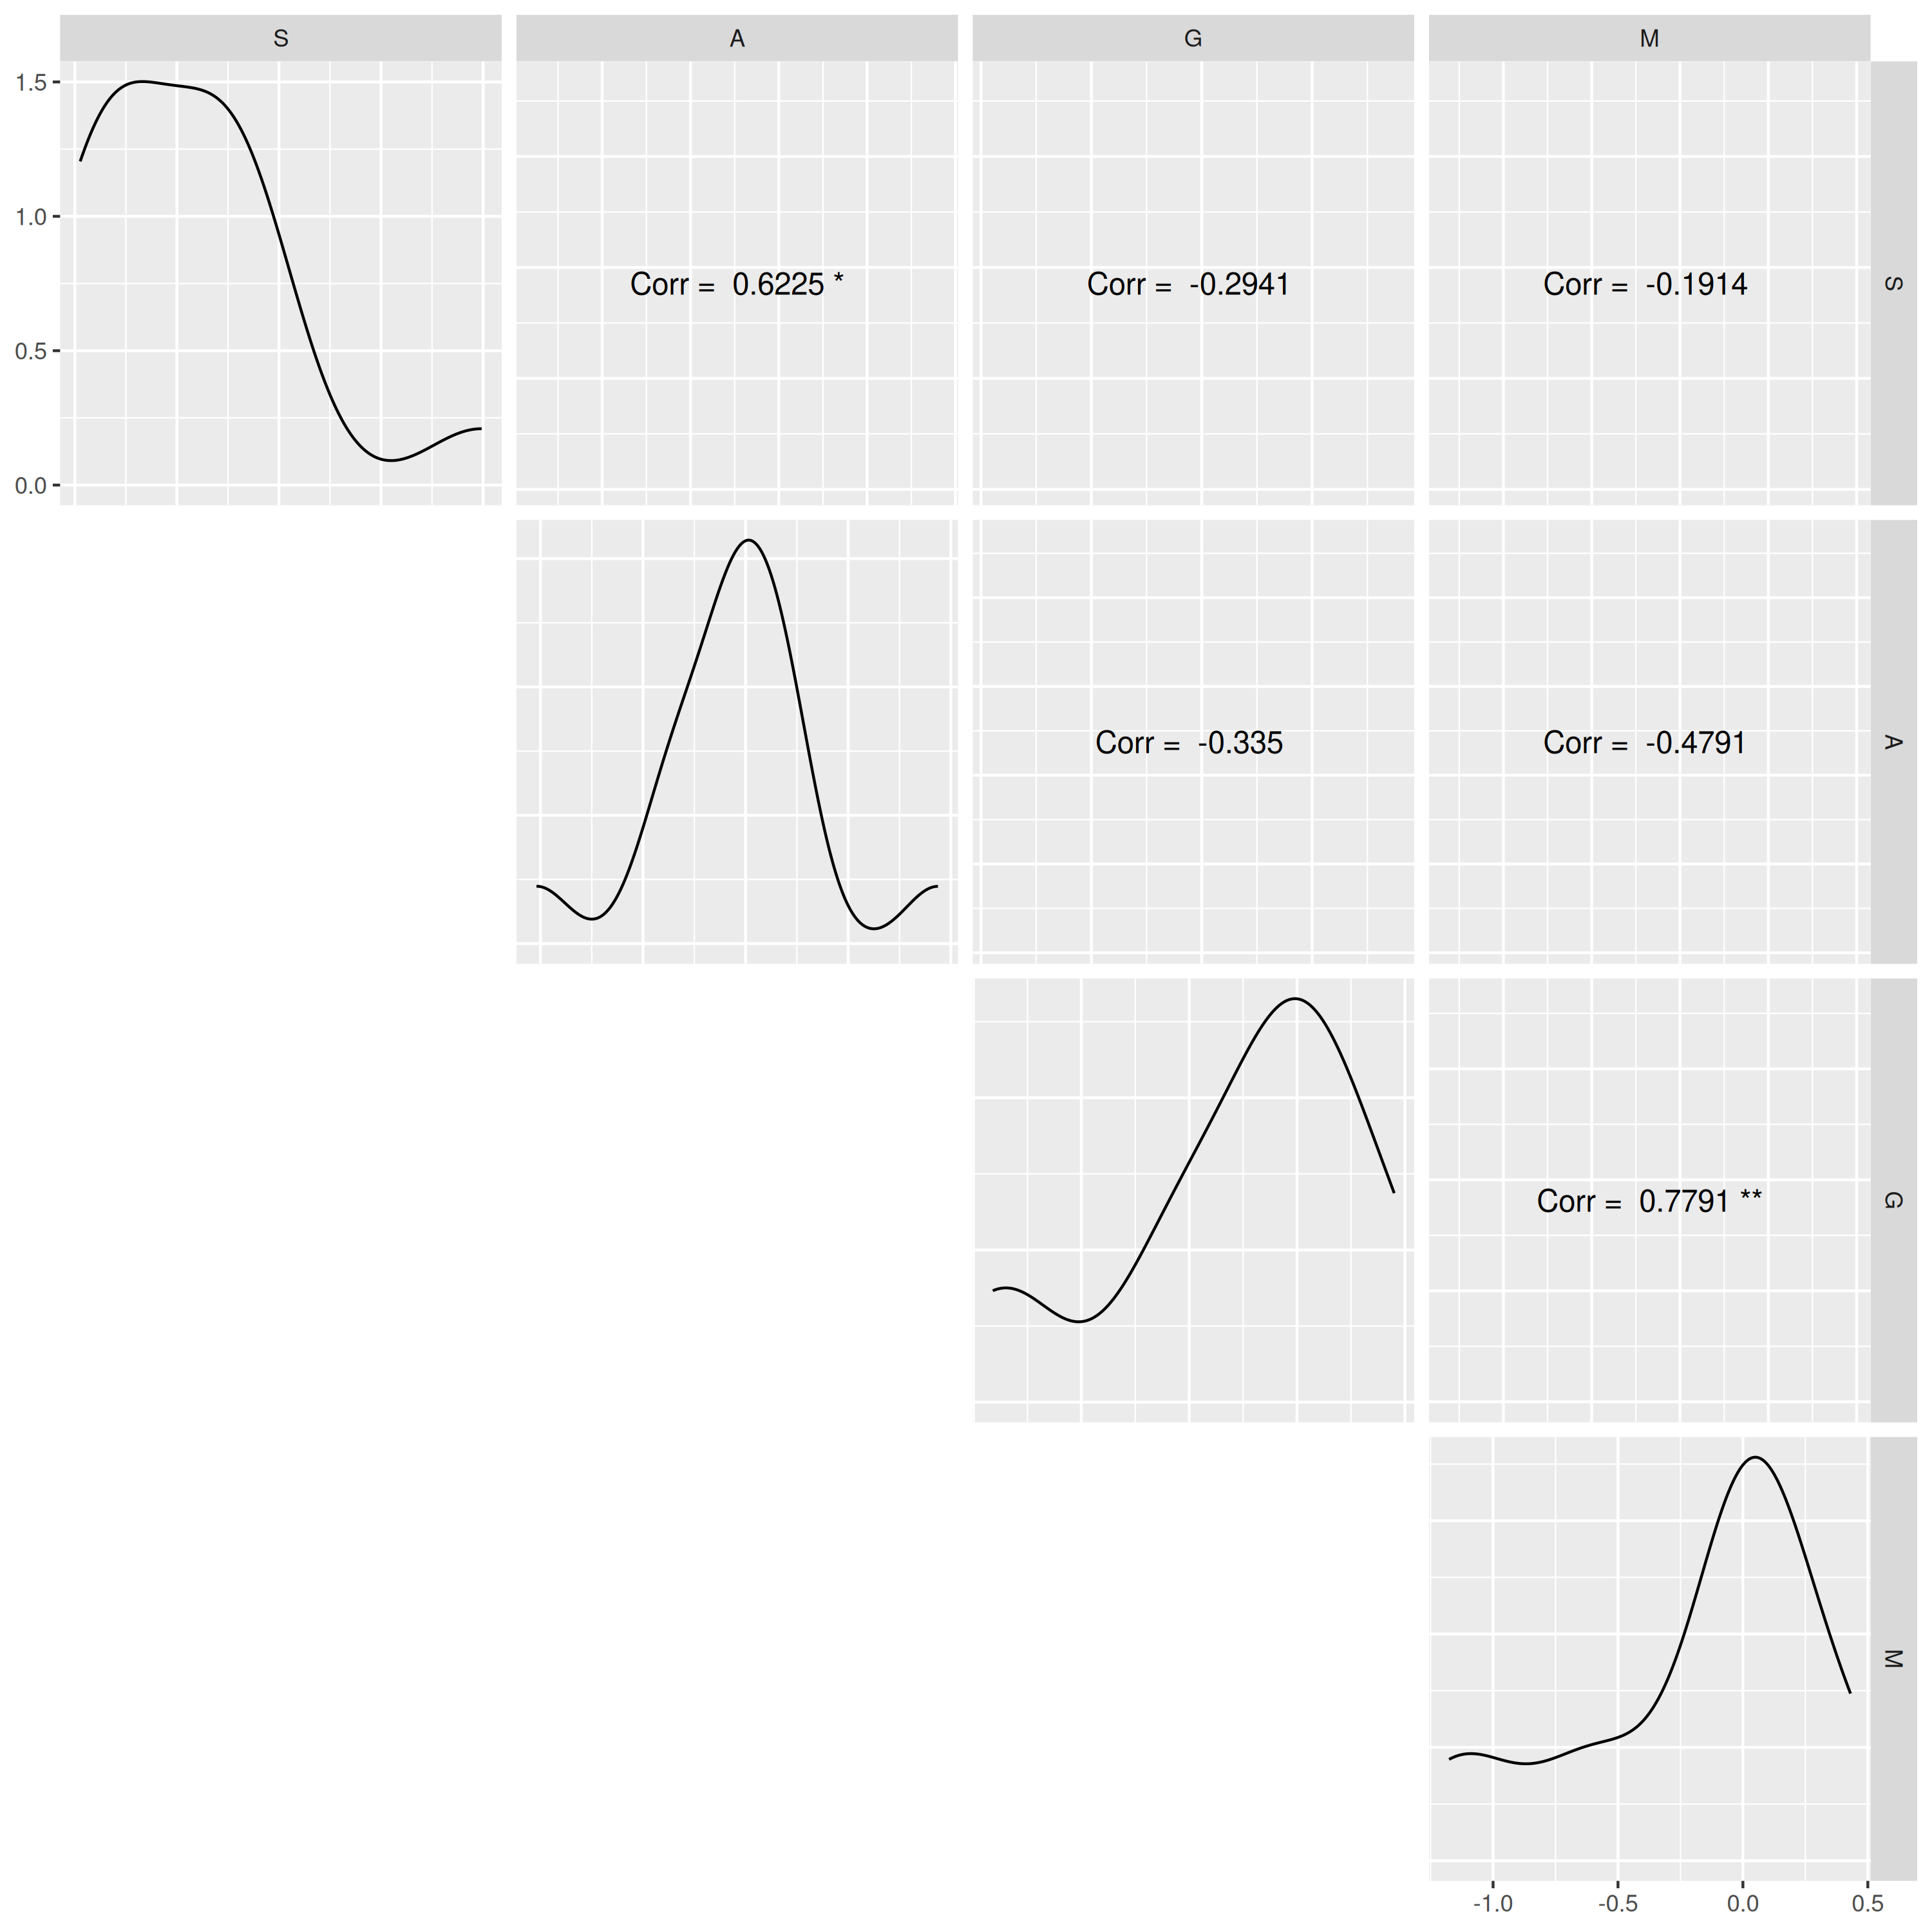 S A G M
1.5
1.0
0.5
0.0
Corr = 0.6225 *
Corr = -0.2941
Corr = -0.1914
S
Corr = -0.335
Corr = -0.4791
A
Corr = 0.7791 **
G
M
-1.0 -0.5 0.0 0.5